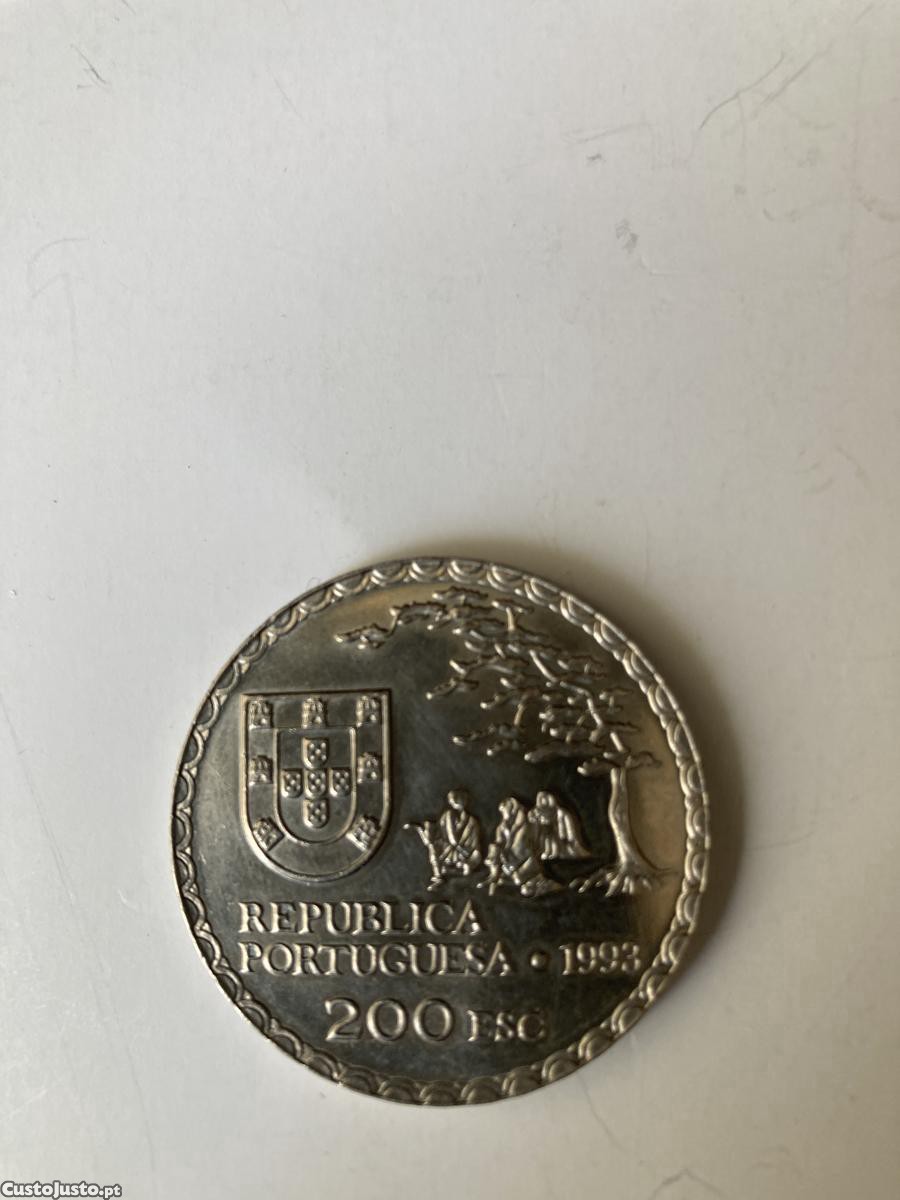 REPUBLICA
PORTUGUESA • 1993
200 ESC
CustoJusto.pt